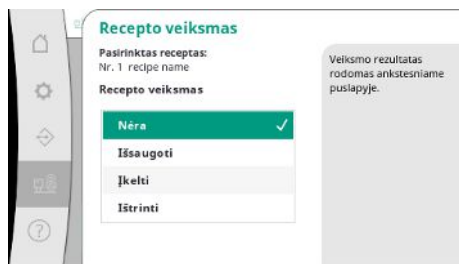 Recepto veiksmas
Pasirinktas receptas:
Nr. 1 recipe name
Recepto veiksmas
Nėra
Išsaugoti
Įkelti
Ištrinti
Veiksmo rezultatas
rodomas ankstesniame
puslapyje.